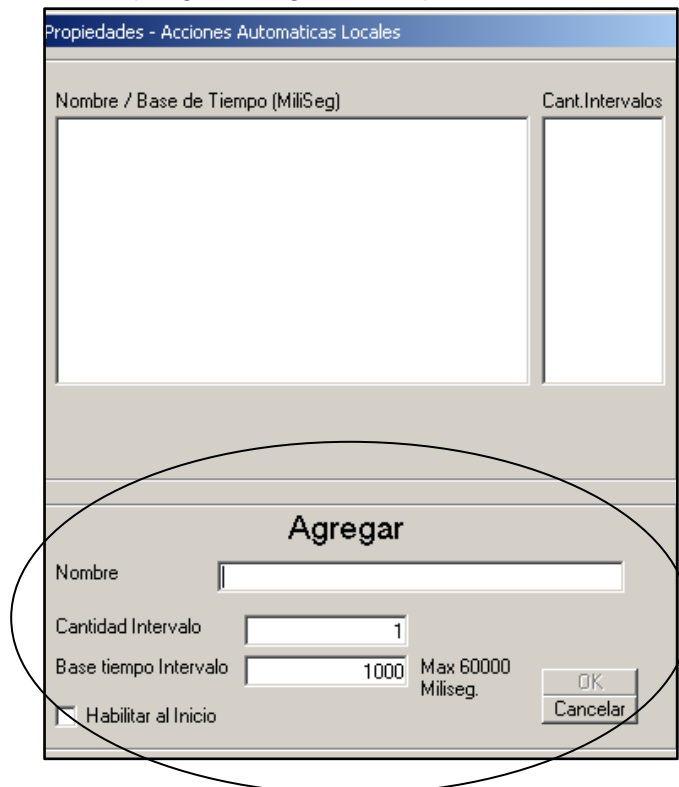 Propiedades - Acciones Automaticas Locales
Nombre / Base de Tiempo (MiliSeg) Cant.Intervalos
Agregar
Nombre
Cantidad Intervalo 1
Base tiempo Intervalo 1000 Max 60000
Miliseg.
OK
Habilitar al Inicio Cancelar